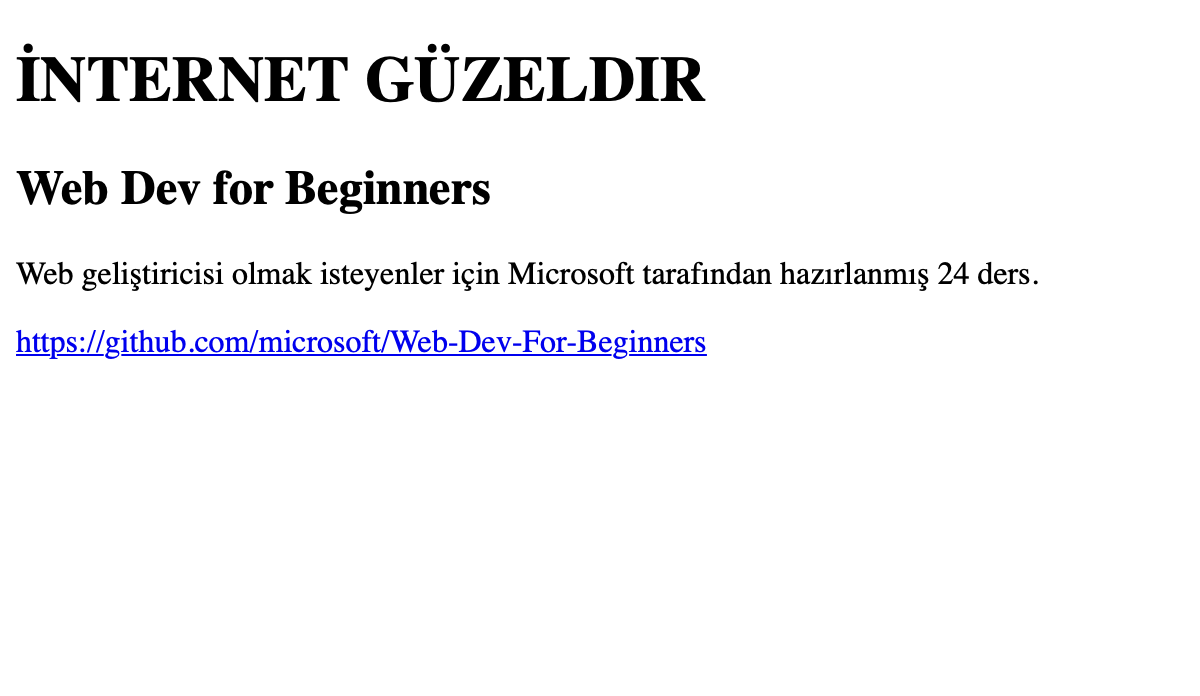 İNTERNET GÜZELDIR
Web Dev for Beginners
Web geliştiricisi olmak isteyenler için Microsoft tarafından hazırlanmış 24 ders.
https://github.com/microsoft/Web-Dev-For-Beginners